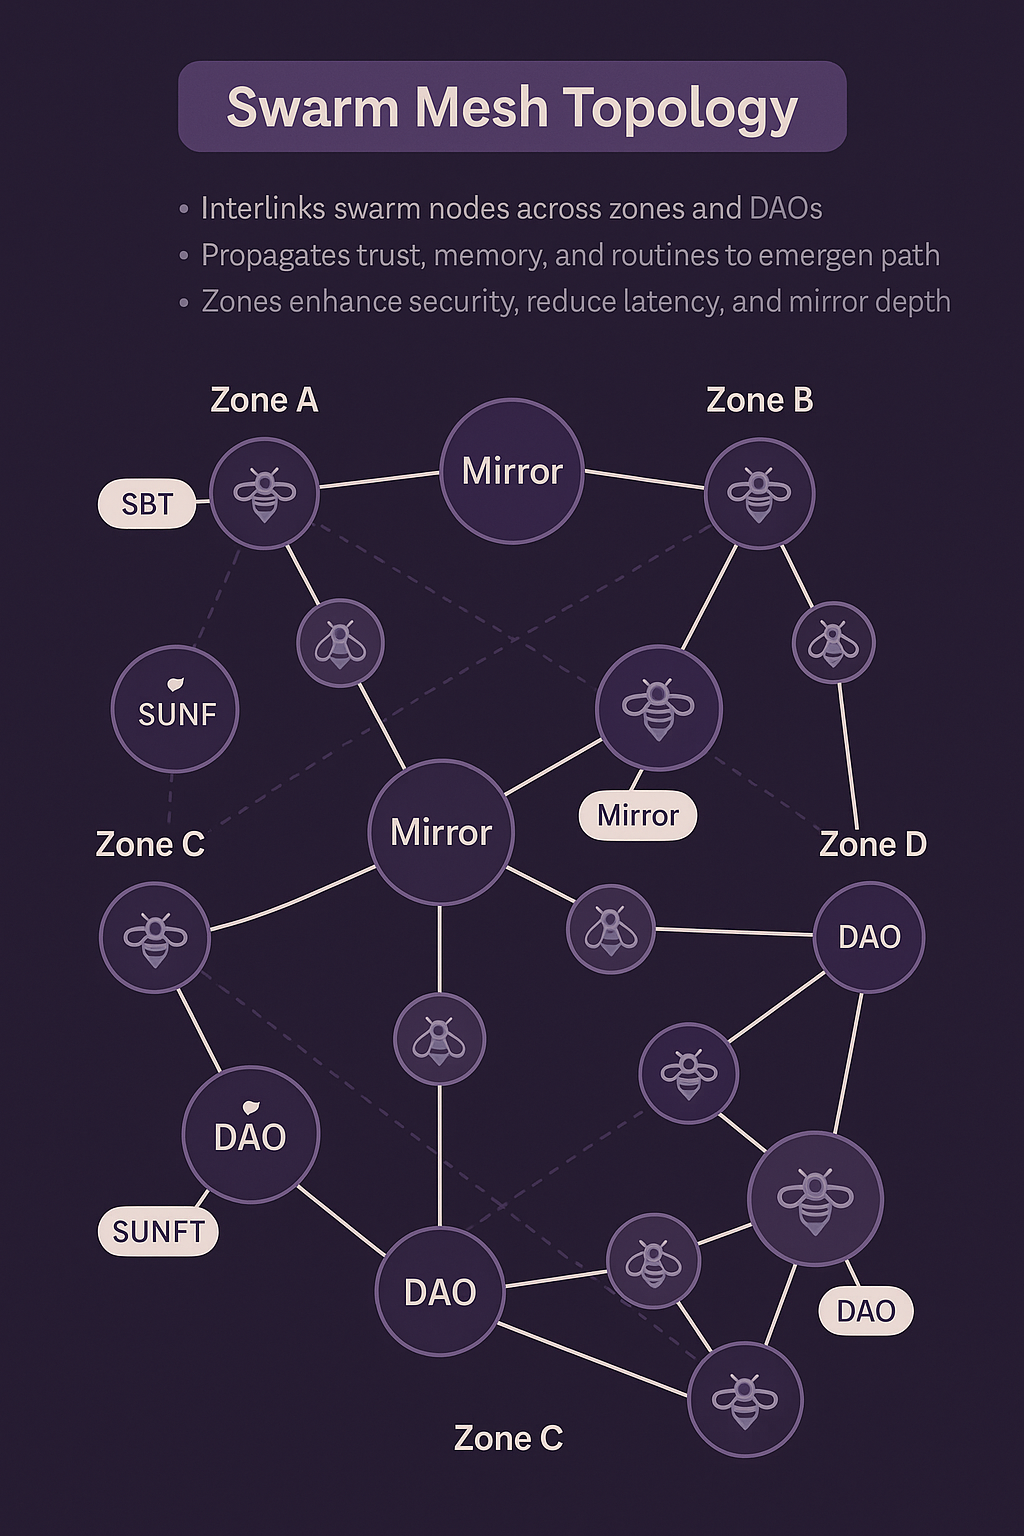 Swarm Mesh Topology
• Interlinks swarm nodes across zones and DAOs
• Propagates trust, memory, and routines to emergen path
• Zones enhance security, reduce latency, and mirror depth
Zone A
Zone B
Mirror
SBT
SUNF
Mirror
Mirror
Zone C
Zone D
DAO
DAO
SUNFT
DAO
DAO
Zone C